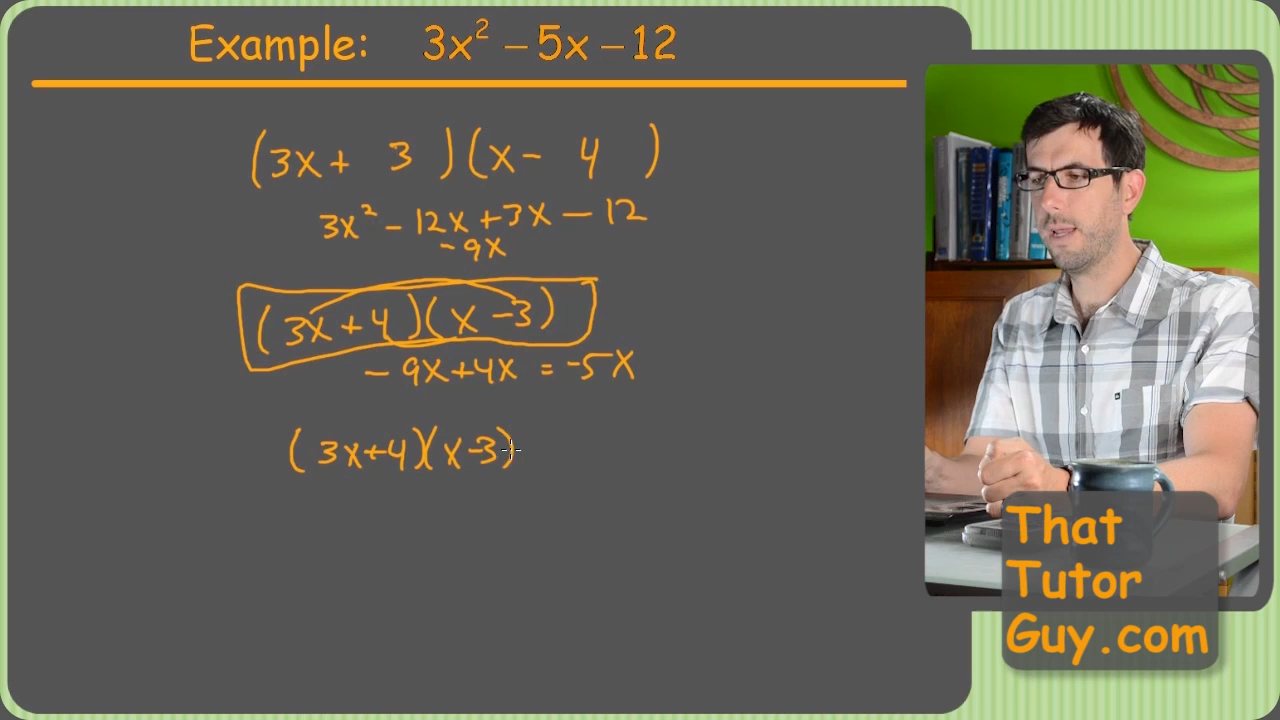 Example: 3x² – 5x – 12
(3x + 3)(x – 4)
3x² – 12x + 3x – 12
–9x
(3x + 4)(x – 3)
– 9x + 4x = –5x
(3x+4)(x–3)
That
Tutor
Guy.com